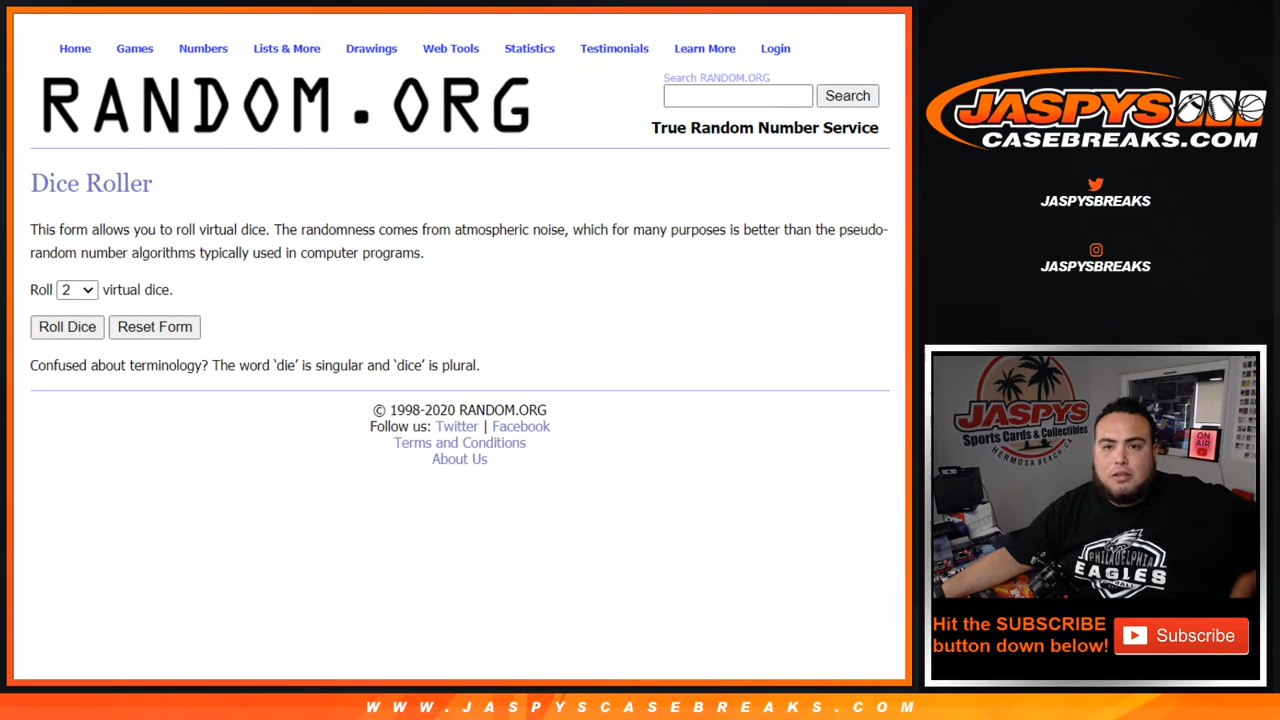 Home Games Numbers Lists & More Drawings Web Tools Statistics Testimonials Learn More Login
RANDOM.ORG
Search RANDOM.ORG
Search
True Random Number Service
Dice Roller
This form allows you to roll virtual dice. The randomness comes from atmospheric noise, which for many purposes is better than the pseudo-
random number algorithms typically used in computer programs.
Roll 2 virtual dice.
Roll Dice Reset Form
Confused about terminology? The word ‘die’ is singular and ‘dice’ is plural.
© 1998-2020 RANDOM.ORG
Follow us: Twitter | Facebook
Terms and Conditions
About Us
JASPYS
CASEBREAKS.COM
JASPYSBREAKS
JASPYSBREAKS
JASPYS
Sports Cards & Collectibles
HERMOSA BEACH, CA
ON
AIR
PHILADELPHIA
EAGLES
Hit the SUBSCRIBE
button down below!
Subscribe
WWW.JASPYSCASEBREAKS.COM